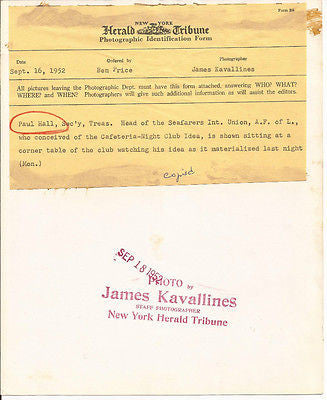 Form 28
NEW YORK
Herald Tribune
Photographic Identification Form
Date
Ordered by
Photographer
Sept. 16, 1952
Ben Price
James Kavallines
All pictures leaving the Photographic Dept. must have this form attached, answering WHO? WHAT?
WHERE? and WHEN? Photographers will give such additional information as will assist the editors.
Paul Hall, Sec'y, Treas. Head of the Seafarers Int. Union, A.F. of L.,
who conceived of the Cafeteria-Night Club Idea, is shown sitting at a
corner table of the club watching his idea as it materialized last night
(Mon.)
copied
SEP 18 1952
PHOTO by
James Kavallines
STAFF PHOTOGRAPHER
New York Herald Tribune